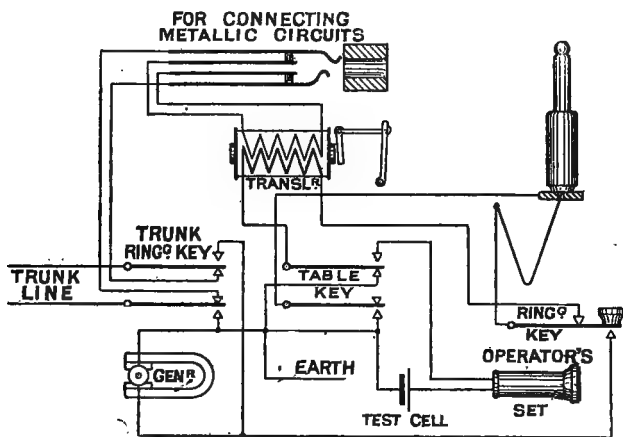 FOR CONNECTING
METALLIC CIRCUITS
TRANSLR.
TRUNK
RINGG KEY
TRUNK
LINE
TABLE
KEY
RINGG
KEY
GENR.
EARTH
OPERATOR'S
SET
TEST CELL